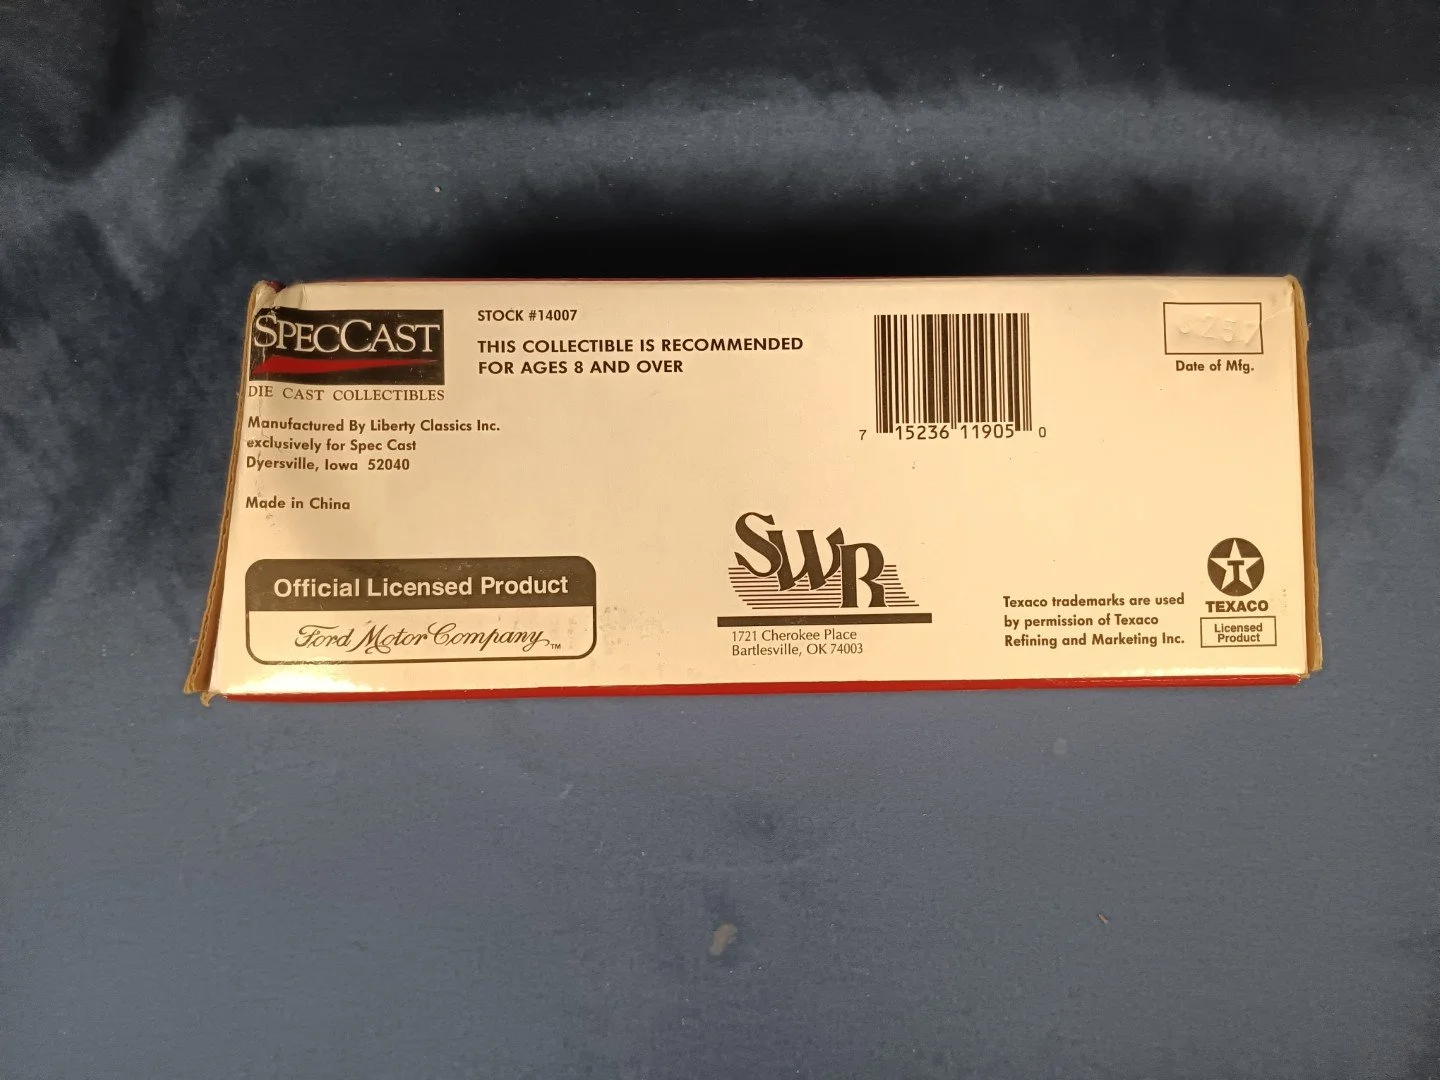 SPECCAST
DIE CAST COLLECTIBLES
Manufactured By Liberty Classics Inc.
exclusively for Spec Cast
Dyersville, Iowa 52040
Made in China
STOCK #14007
THIS COLLECTIBLE IS RECOMMENDED
FOR AGES 8 AND OVER
7 15236 11905 0
Date of Mfg.
Official Licensed Product
Ford Motor Company™
SWR
1721 Cherokee Place
Bartlesville, OK 74003
Texaco trademarks are used
by permission of Texaco
Refining and Marketing Inc.
T
TEXACO
Licensed
Product